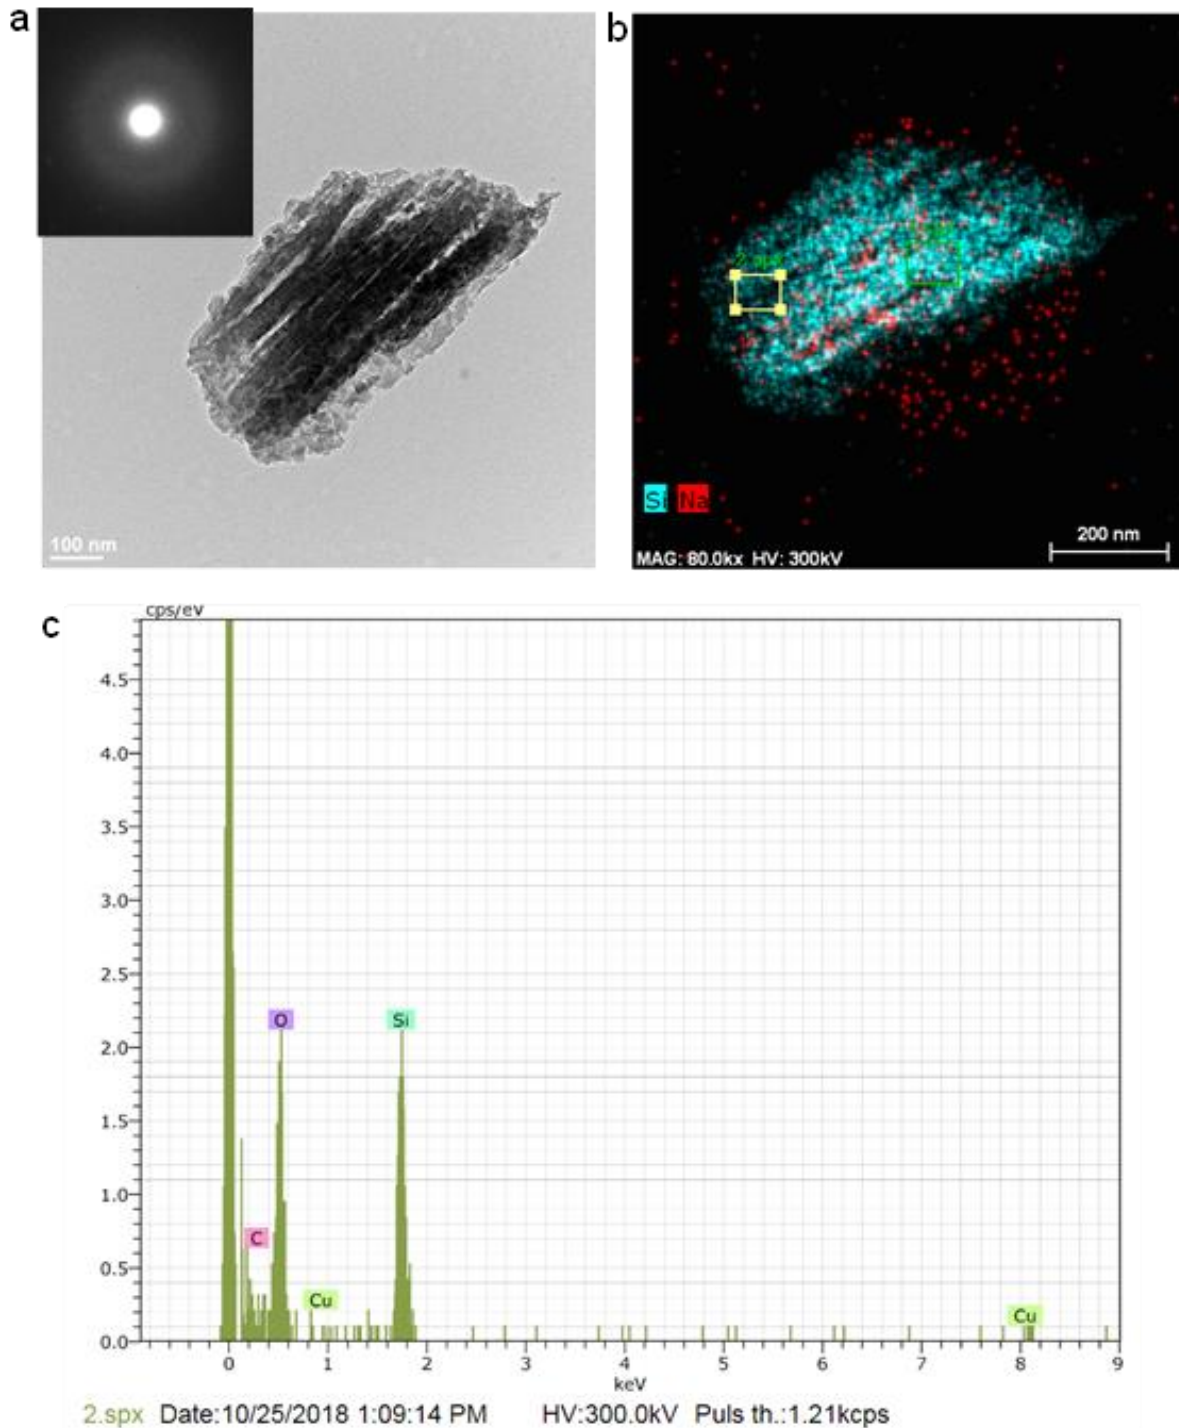 a
b
2.spx
Si Na
100 nm
200 nm
MAG: 80.0kx HV: 300kV
c
cps/eV
4.5
4.0
3.5
3.0
2.5
O
Si
2.0
1.5
1.0
C
0.5
Cu
Cu
0.0
0 1 2 3 4 5 6 7 8 9
keV
2.spx Date:10/25/2018 1:09:14 PM HV:300.0kV Puls th.:1.21kcps